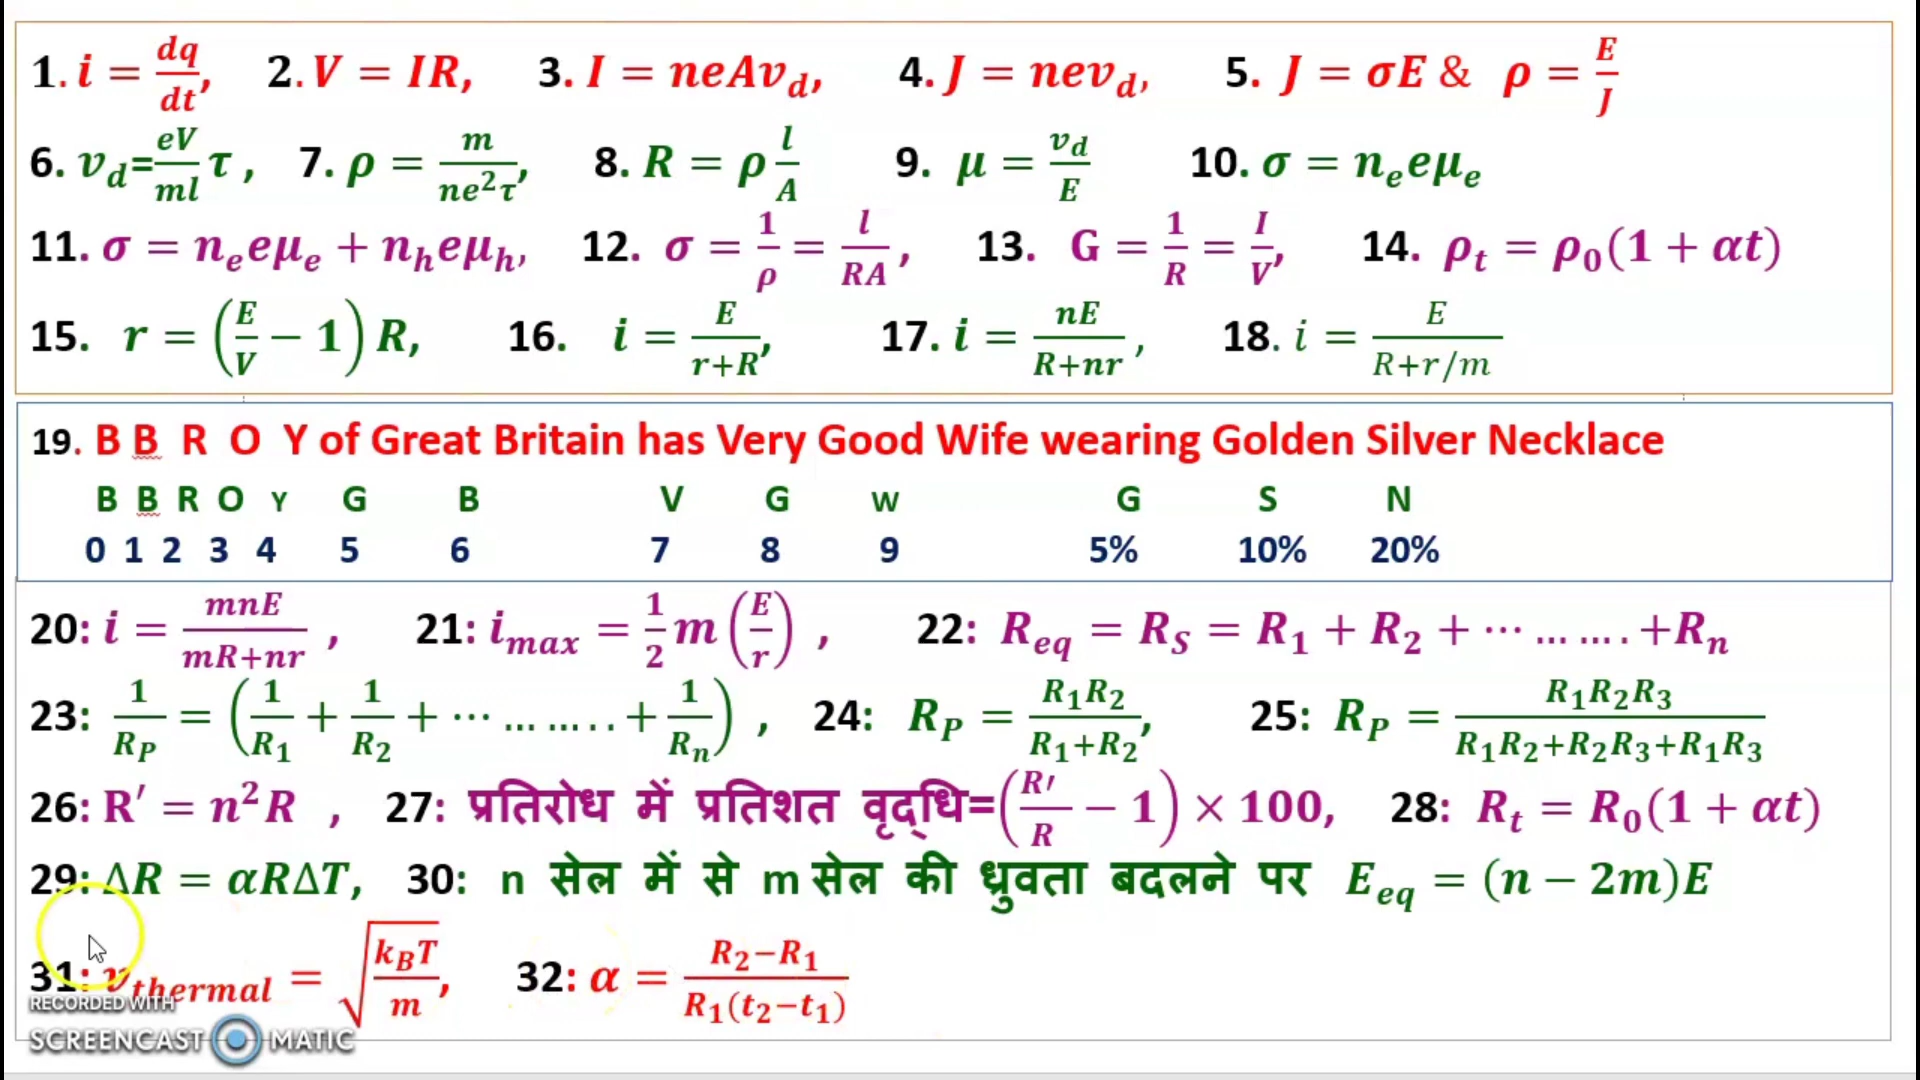 1. i = dq/dt, 2. V = IR, 3. I = neAv_d, 4. J = nev_d, 5. J = σE & ρ = E/J
6. v_d=eV/ml τ , 7. ρ = m/ne²τ, 8. R = ρ l/A 9. μ = v_d/E 10. σ = n_e eμ_e
11. σ = n_e eμ_e + n_h eμ_h, 12. σ = 1/ρ = l/RA , 13. G = 1/R = I/V, 14. ρ_t = ρ_0(1 + αt)
15. r = (E/V − 1) R, 16. i = E/r+R, 17. i = nE/R+nr , 18. i = E/R+r/m
19. B B R O Y of Great Britain has Very Good Wife wearing Golden Silver Necklace
B B R O Y G B V G W G S N
0 1 2 3 4 5 6 7 8 9 5% 10% 20%
20: i = mnE/mR+nr , 21: i_max = 1/2 m (E/r) , 22: R_eq = R_S = R_1 + R_2 + ⋯ … … . +R_n
23: 1/R_P = (1/R_1 + 1/R_2 + ⋯ … … . . + 1/R_n) , 24: R_P = R_1R_2/R_1+R_2, 25: R_P = R_1R_2R_3/R_1R_2+R_2R_3+R_1R_3
26: R′ = n²R , 27: प्रतिरोध में प्रतिशत वृद्धि=(R′/R − 1) × 100, 28: R_t = R_0(1 + αt)
29: ΔR = αRΔT, 30: n सेल में से m सेल की ध्रुवता बदलने पर E_eq = (n − 2m)E
31: v_thermal = √(k_BT/m), 32: α = R_2−R_1/R_1(t_2−t_1)
RECORDED WITH
SCREENCAST MATIC